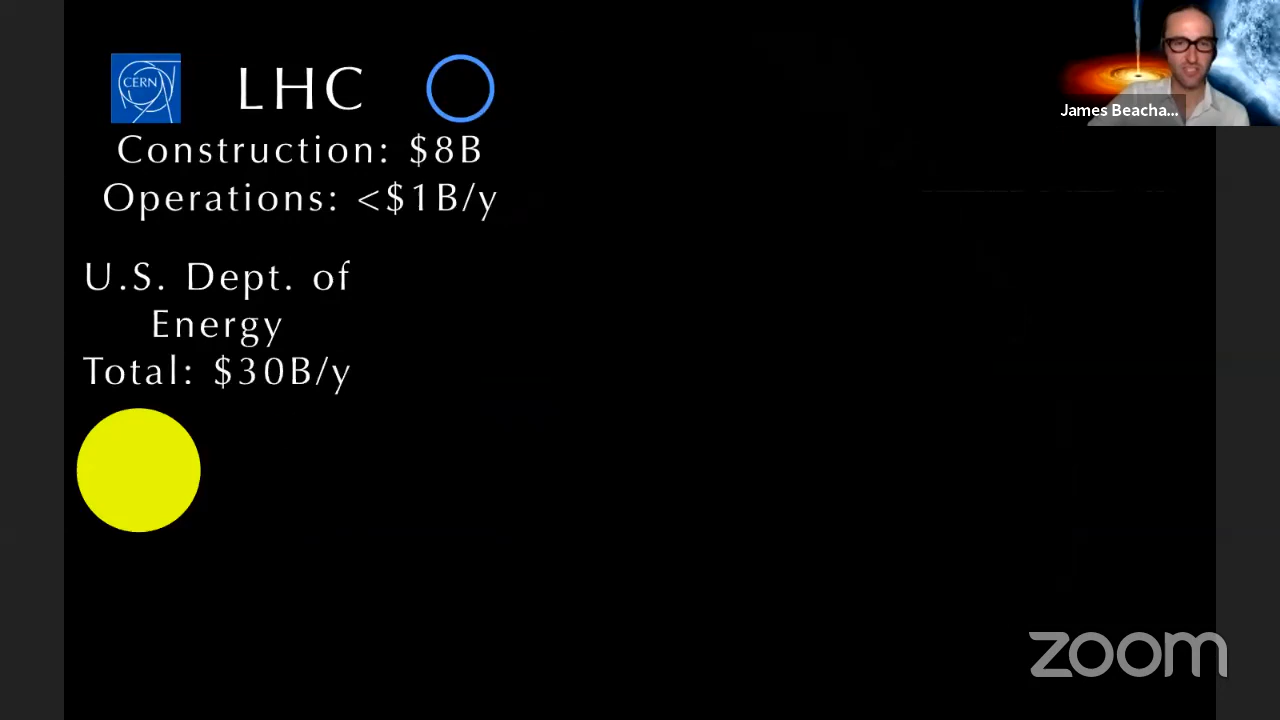 CERN
LHC
Construction: $8B
Operations: <$1B/y
U.S. Dept. of
Energy
Total: $30B/y
James Beacha...
zoom